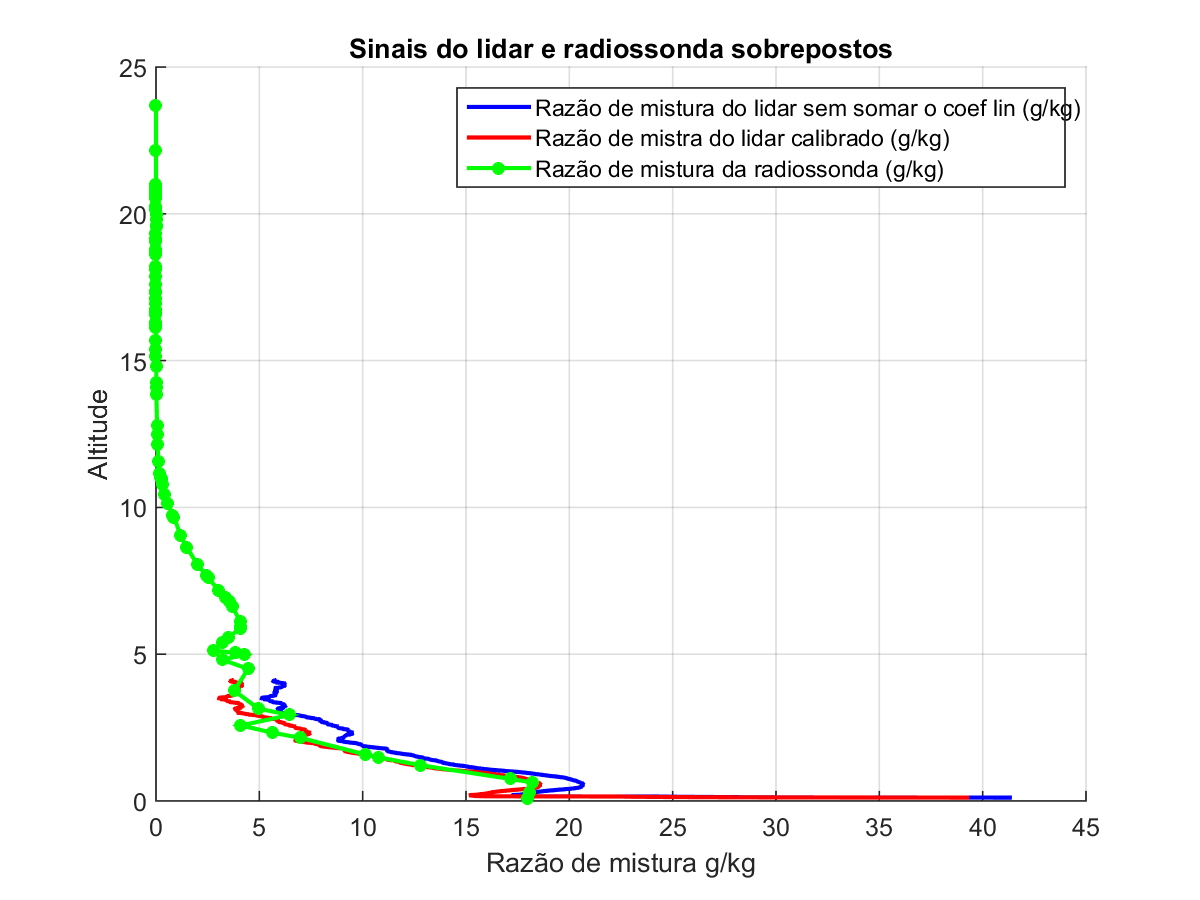 Sinais do lidar e radiossonda sobrepostos
Razão de mistura do lidar sem somar o coef lin (g/kg)
Razão de mistra do lidar calibrado (g/kg)
Razão de mistura da radiossonda (g/kg)
25
20
15
10
5
0
Altitude
0 5 10 15 20 25 30 35 40 45
Razão de mistura g/kg